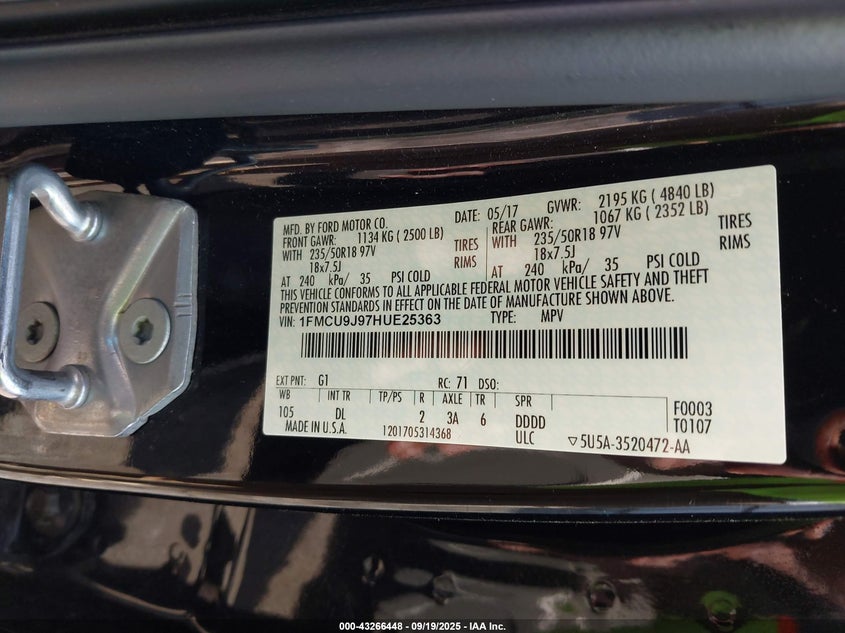 MFD. BY FORD MOTOR CO. DATE: 05/17 GVWR: 2195 KG ( 4840 LB)
FRONT GAWR: 1134 KG ( 2500 LB) REAR GAWR: 1067 KG ( 2352 LB)
WITH 235/50R18 97V TIRES WITH 235/50R18 97V TIRES
18x7.5J RIMS 18x7.5J RIMS
AT 240 kPa/ 35 PSI COLD AT 240 kPa/ 35 PSI COLD
THIS VEHICLE CONFORMS TO ALL APPLICABLE FEDERAL MOTOR VEHICLE SAFETY AND THEFT
PREVENTION STANDARDS IN EFFECT ON THE DATE OF MANUFACTURE SHOWN ABOVE.
VIN: 1FMCU9J97HUE25363 TYPE: MPV
EXT PNT: G1 RC: 71 DSO:
WB INT TR TP/PS R AXLE TR SPR
105 DL 2 3A 6 DDDD F0003
MADE IN U.S.A. 1201705314368 ULC T0107
▽5U5A-3520472-AA
000-43266448 - 09/19/2025 - IAA Inc.